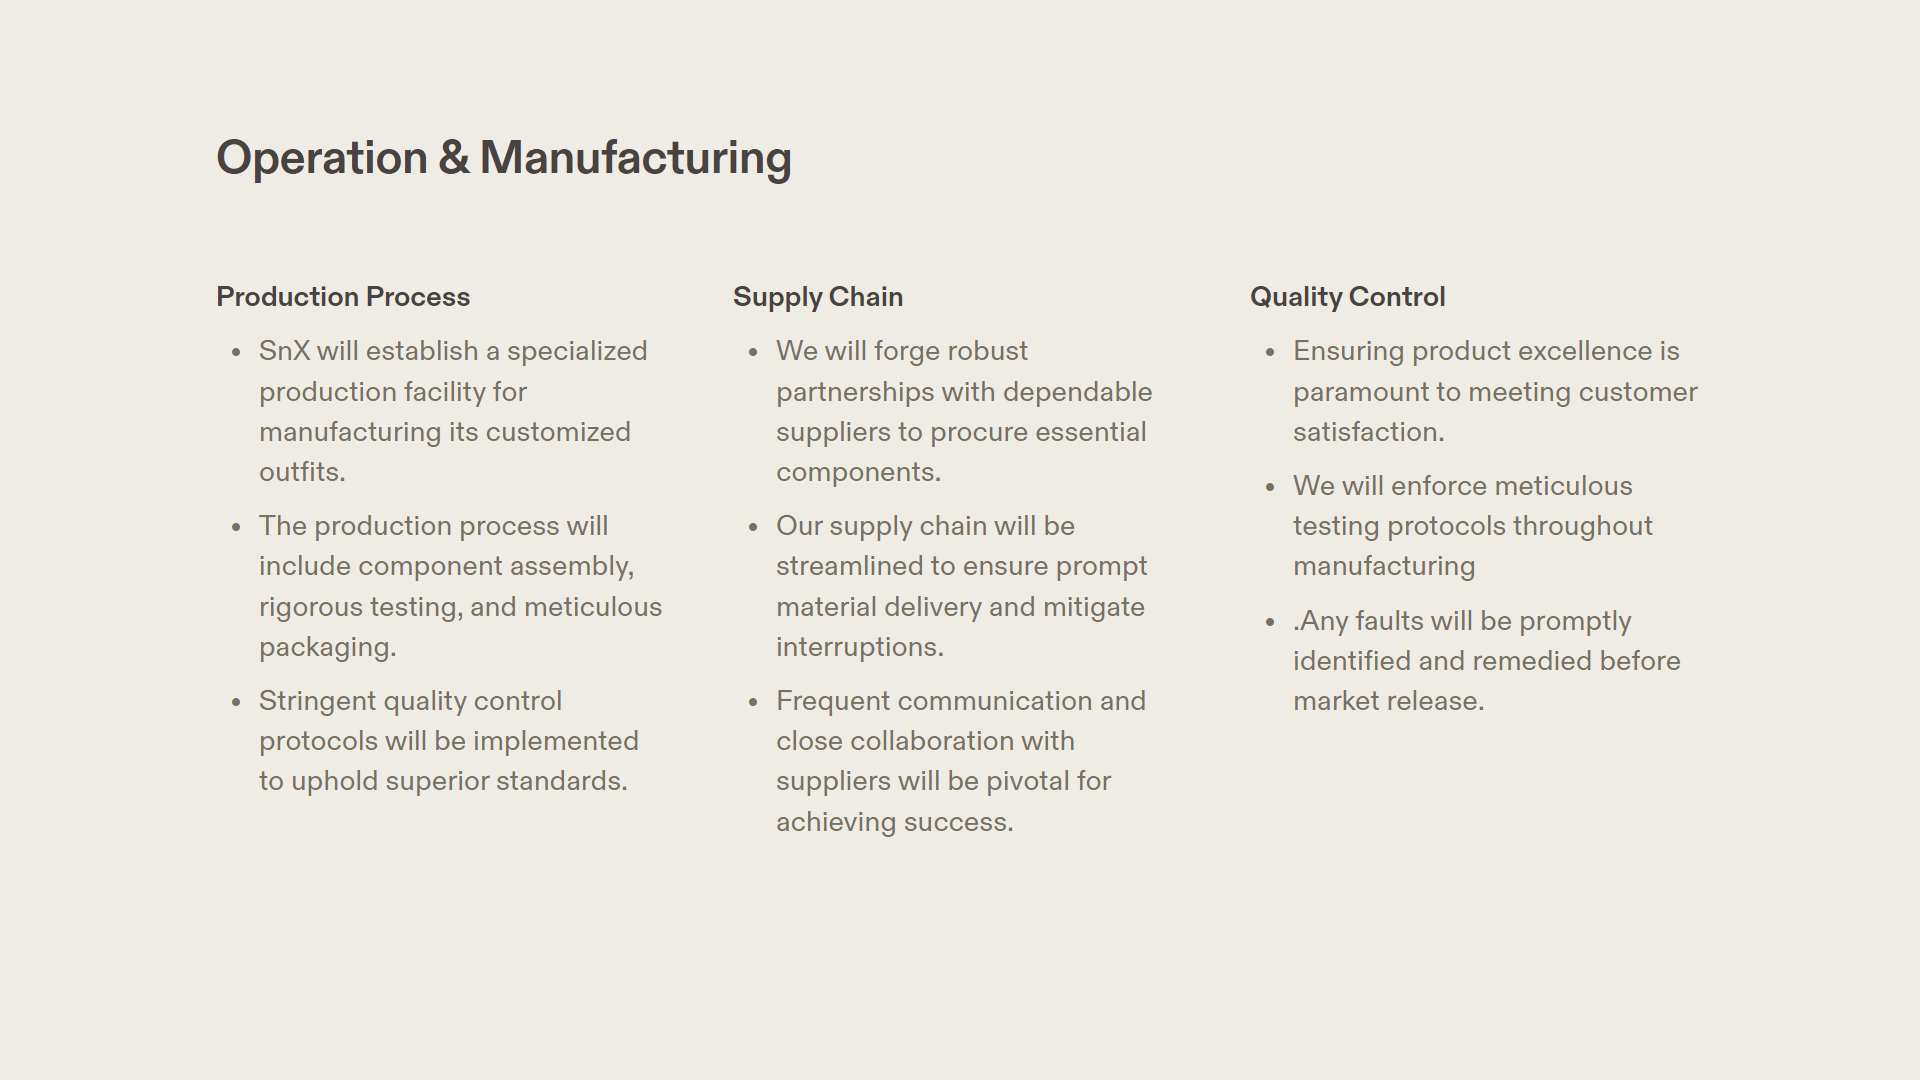 Operation & Manufacturing
Production Process
• SnX will establish a specialized
production facility for
manufacturing its customized
outfits.
• The production process will
include component assembly,
rigorous testing, and meticulous
packaging.
• Stringent quality control
protocols will be implemented
to uphold superior standards.
Supply Chain
• We will forge robust
partnerships with dependable
suppliers to procure essential
components.
• Our supply chain will be
streamlined to ensure prompt
material delivery and mitigate
interruptions.
• Frequent communication and
close collaboration with
suppliers will be pivotal for
achieving success.
Quality Control
• Ensuring product excellence is
paramount to meeting customer
satisfaction.
• We will enforce meticulous
testing protocols throughout
manufacturing
• .Any faults will be promptly
identified and remedied before
market release.